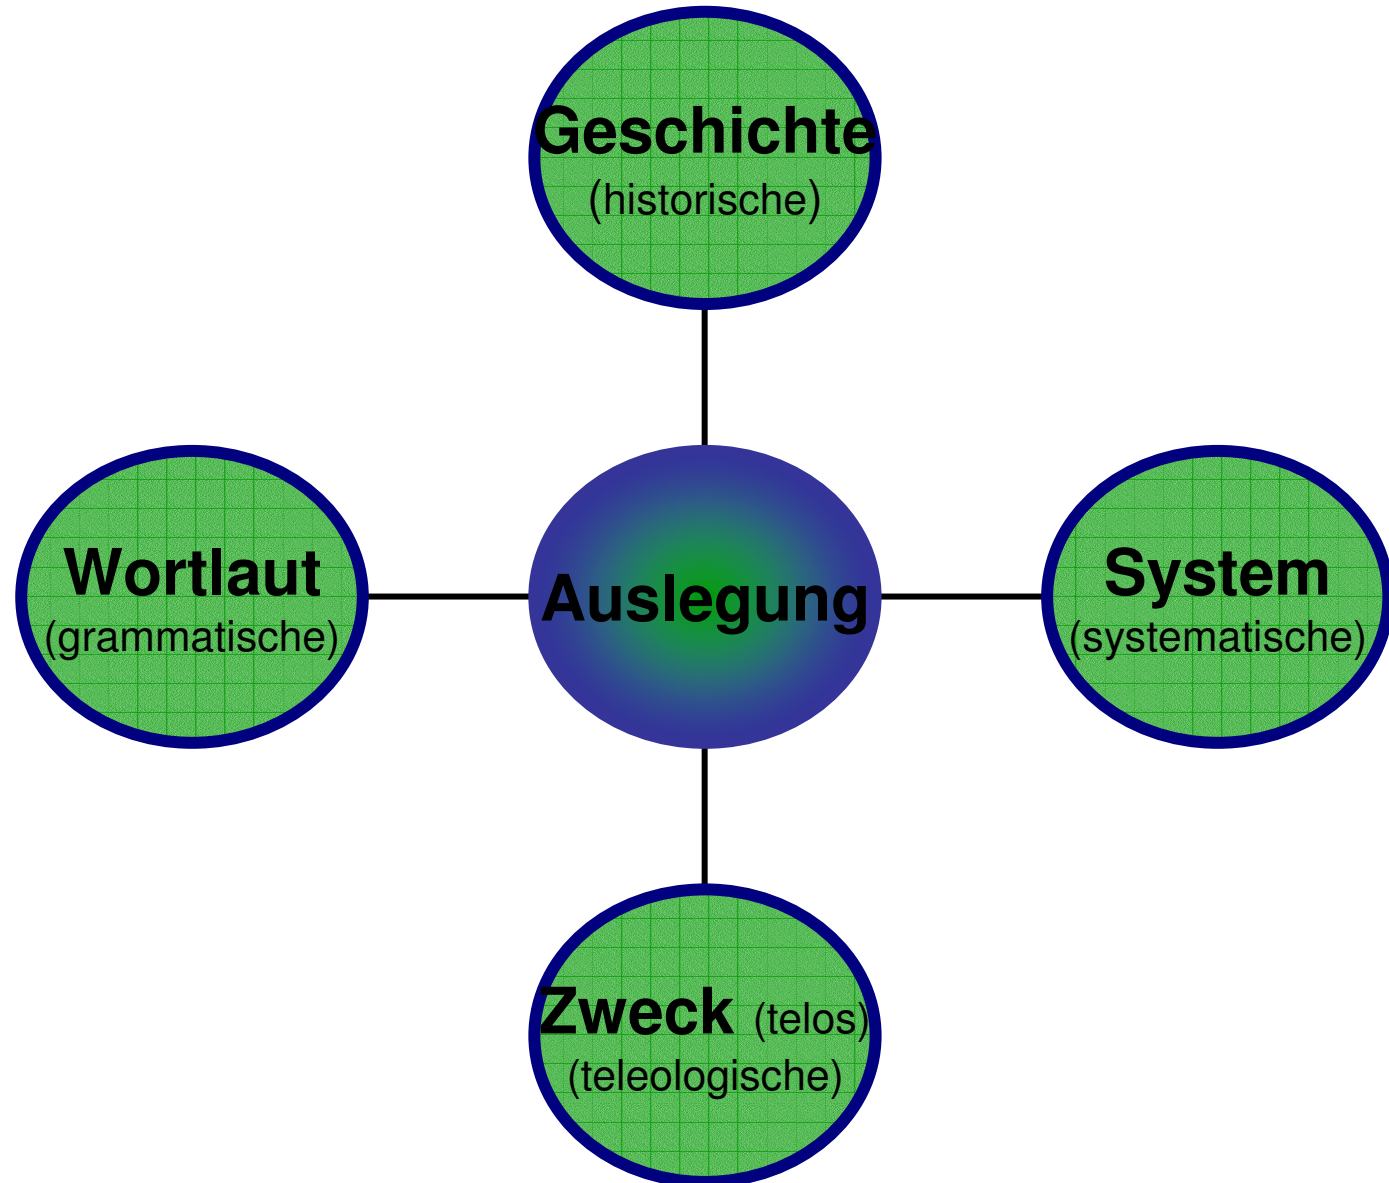 Geschichte
(historische)
Wortlaut
(grammatische)
Auslegung
System
(systematische)
Zweck (telos)
(teleologische)